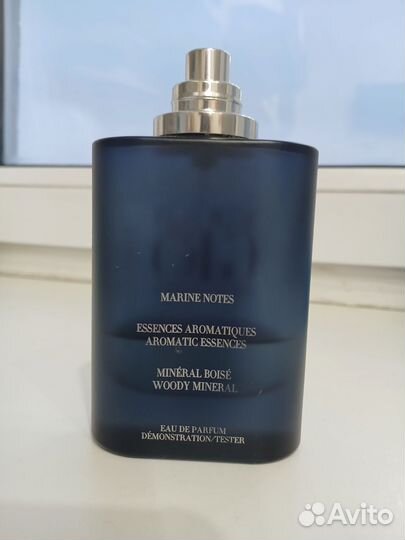 MARINE NOTES
ESSENCES AROMATIQUES
AROMATIC ESSENCES
MINÉRAL BOISÉ
WOODY MINERAL
EAU DE PARFUM
DÉMONSTRATION/TESTER
Avito